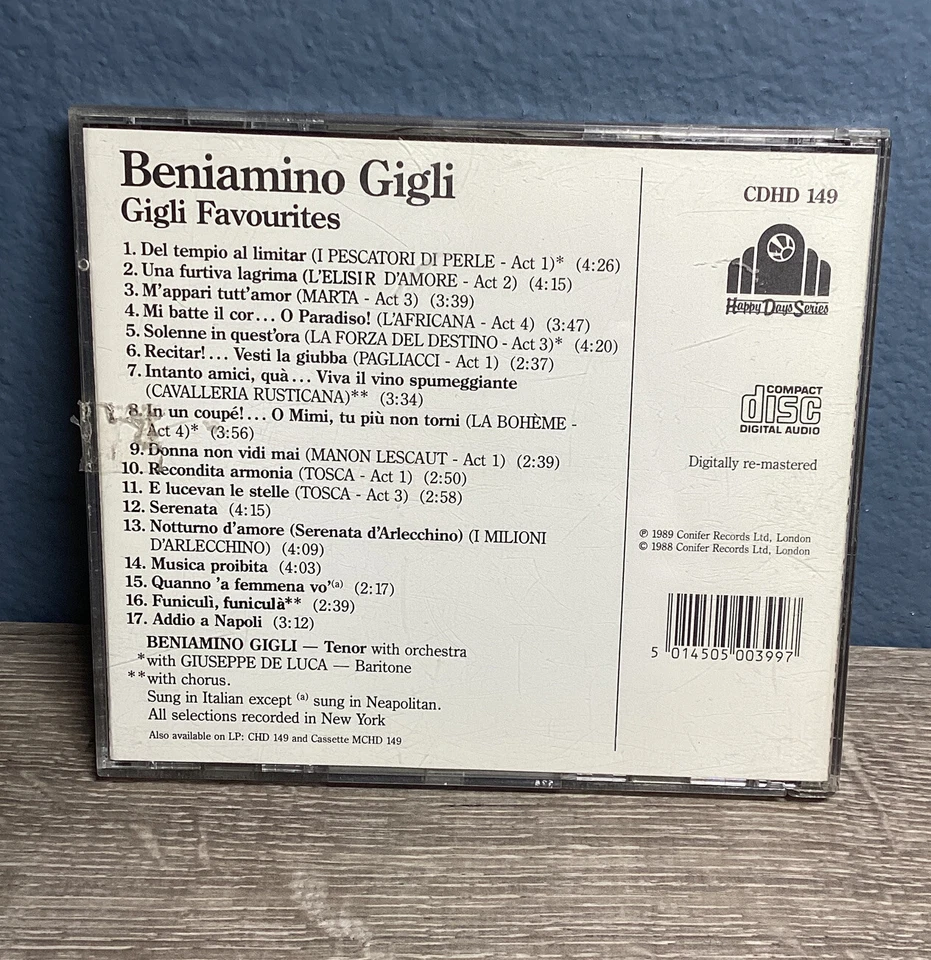 Beniamino Gigli
Gigli Favourites
1. Del tempio al limitar (I PESCATORI DI PERLE - Act 1)* (4:26)
2. Una furtiva lagrima (L'ELISIR D'AMORE - Act 2) (4:15)
3. M'appari tutt'amor (MARTA - Act 3) (3:39)
4. Mi batte il cor... O Paradiso! (L'AFRICANA - Act 4) (3:47)
5. Solenne in quest'ora (LA FORZA DEL DESTINO - Act 3)* (4:20)
6. Recitar!... Vesti la giubba (PAGLIACCI - Act 1) (2:37)
7. Intanto amici, quà... Viva il vino spumeggiante
(CAVALLERIA RUSTICANA)** (3:34)
8. In un coupé!... O Mimi, tu più non torni (LA BOHÈME -
Act 4)* (3:56)
9. Donna non vidi mai (MANON LESCAUT - Act 1) (2:39)
10. Recondita armonia (TOSCA - Act 1) (2:50)
11. E lucevan le stelle (TOSCA - Act 3) (2:58)
12. Serenata (4:15)
13. Notturno d'amore (Serenata d'Arlecchino) (I MILIONI
D'ARLECCHINO) (4:09)
14. Musica proibita (4:03)
15. Quanno 'a femmena vo'(a) (2:17)
16. Funiculì, funiculà** (2:39)
17. Addio a Napoli (3:12)
BENIAMINO GIGLI — Tenor with orchestra
*with GIUSEPPE DE LUCA — Baritone
**with chorus.
Sung in Italian except (a) sung in Neapolitan.
All selections recorded in New York
Also available on LP: CHD 149 and Cassette MCHD 149
CDHD 149
Happy Days Series
COMPACT
disc
DIGITAL AUDIO
Digitally re-mastered
℗ 1989 Conifer Records Ltd, London
© 1988 Conifer Records Ltd, London
5 014505 003997